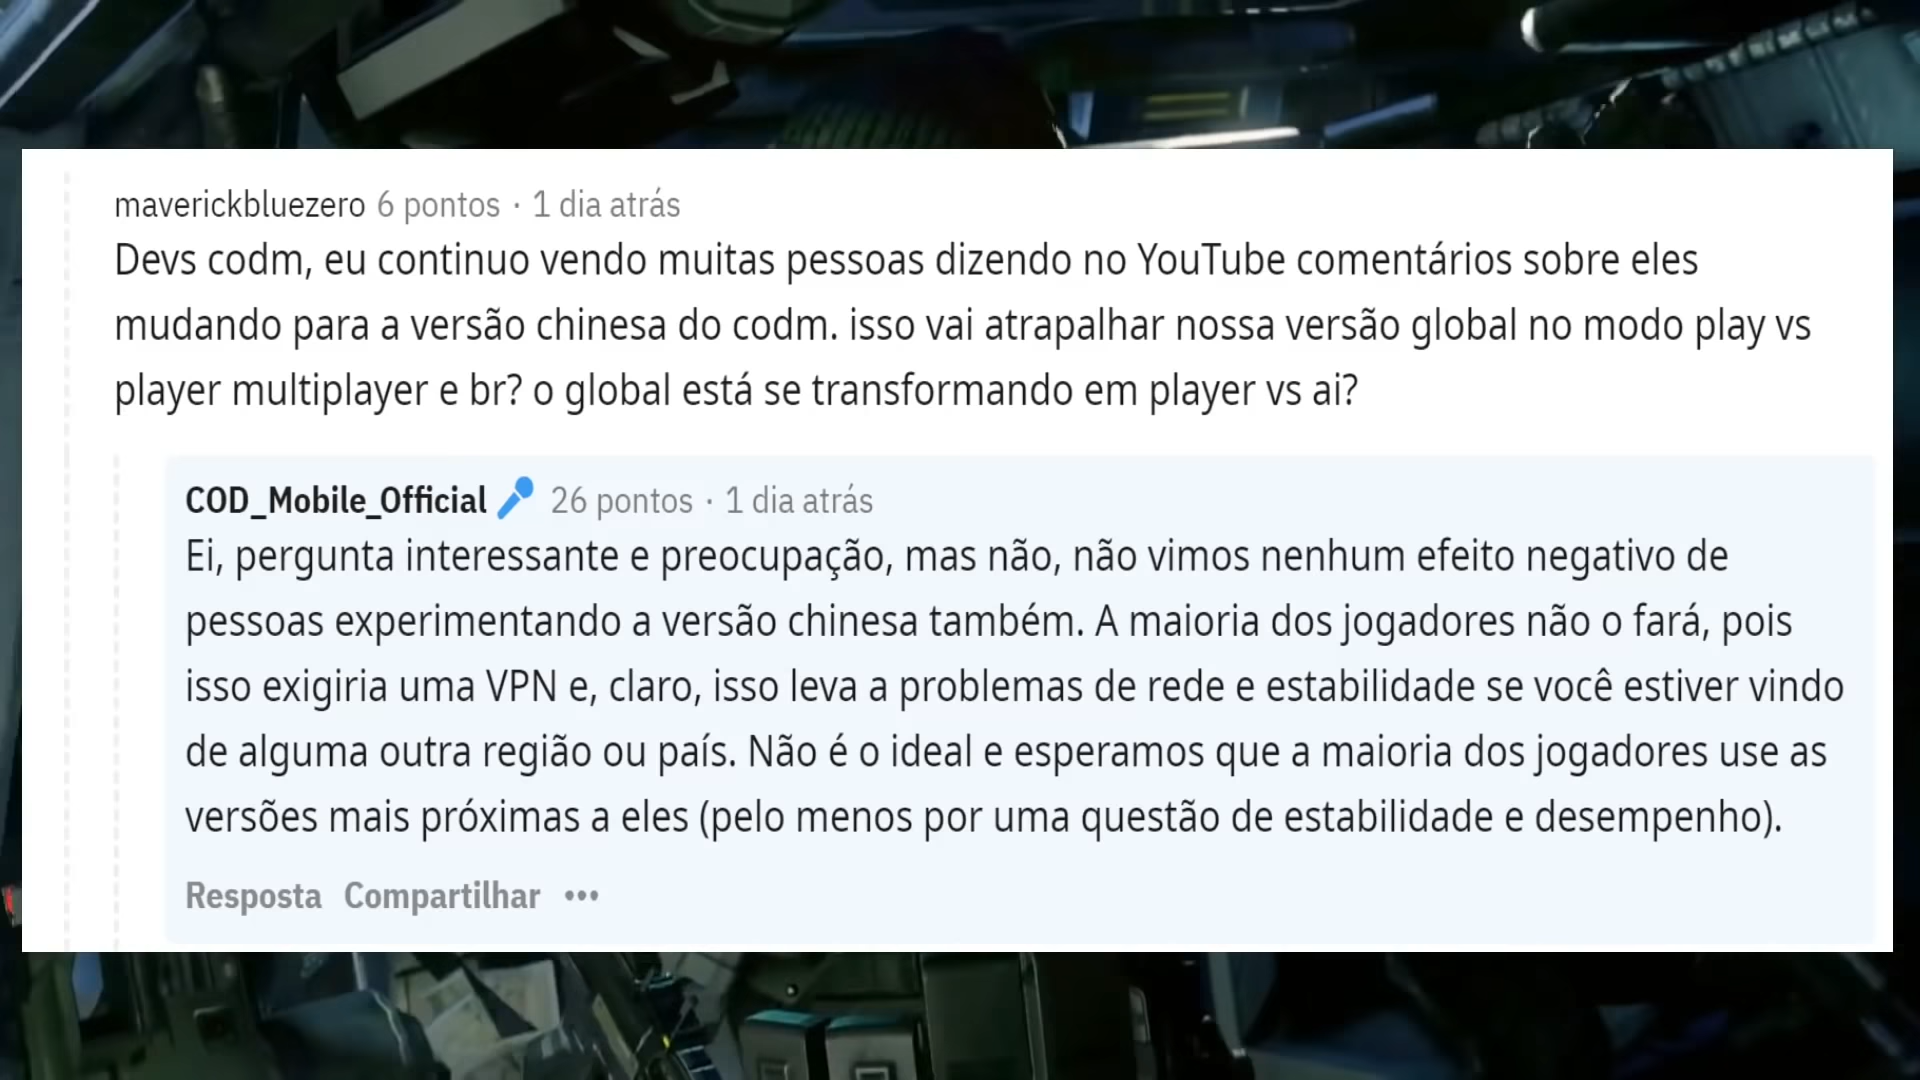 maverickbluezero 6 pontos · 1 dia atrás
Devs codm, eu continuo vendo muitas pessoas dizendo no YouTube comentários sobre eles
mudando para a versão chinesa do codm. isso vai atrapalhar nossa versão global no modo play vs
player multiplayer e br? o global está se transformando em player vs ai?
COD_Mobile_Official 26 pontos · 1 dia atrás
Ei, pergunta interessante e preocupação, mas não, não vimos nenhum efeito negativo de
pessoas experimentando a versão chinesa também. A maioria dos jogadores não o fará, pois
isso exigiria uma VPN e, claro, isso leva a problemas de rede e estabilidade se você estiver vindo
de alguma outra região ou país. Não é o ideal e esperamos que a maioria dos jogadores use as
versões mais próximas a eles (pelo menos por uma questão de estabilidade e desempenho).
Resposta Compartilhar •••